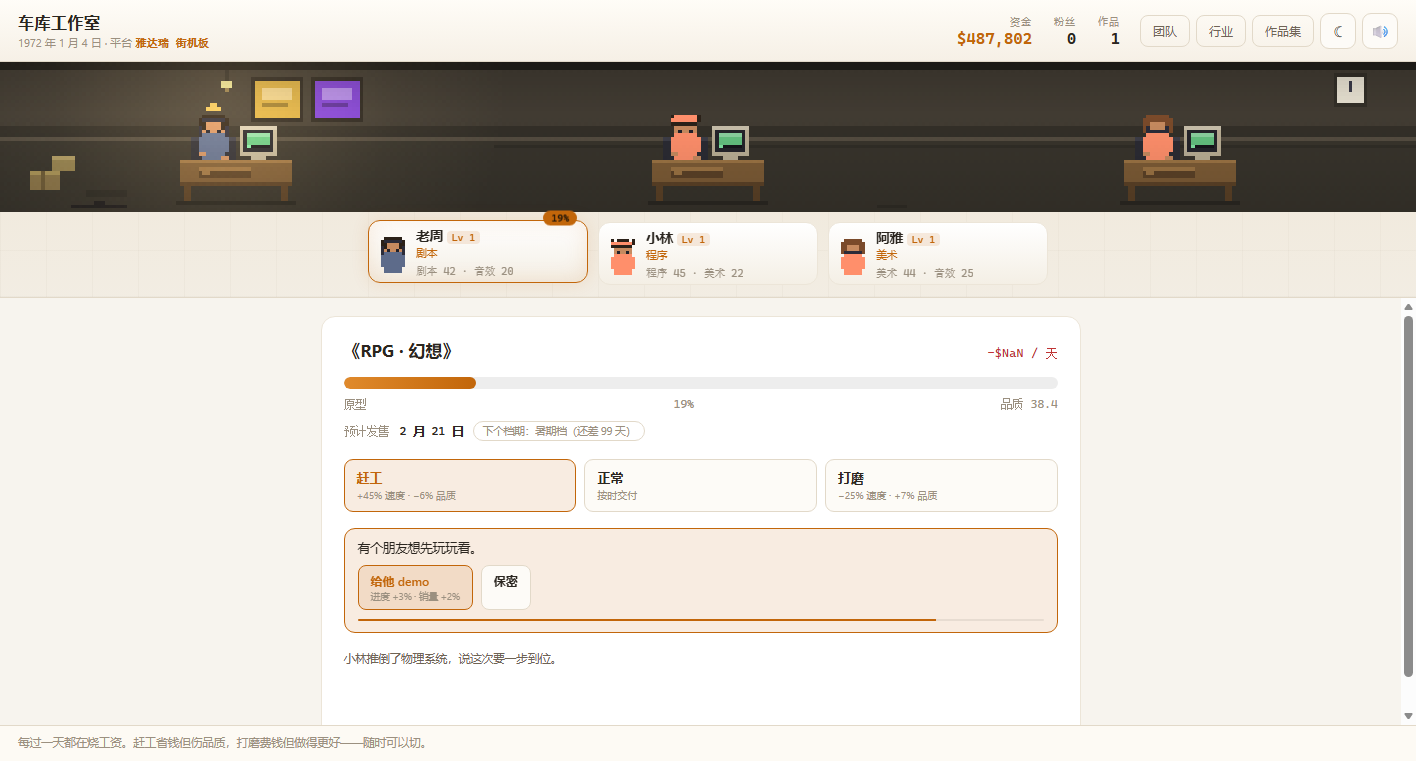 车库工作室
1972 年 1 月 4 日 · 平台 雅达瑞 街机板
资金
$487,802
粉丝
0
作品
1
团队
行业
作品集
19%
老周 Lv 1
剧本
剧本 42 · 音效 20
小林 Lv 1
程序
程序 45 · 美术 22
阿雅 Lv 1
美术
美术 44 · 音效 25
《RPG · 幻想》
−$NaN / 天
原型
19%
品质 38.4
预计发售 2 月 21 日
下个档期: 暑期档 (还差 99 天)
赶工
+45% 速度 · −6% 品质
正常
按时交付
打磨
−25% 速度 · +7% 品质
有个朋友想先玩玩看。
给他 demo
进度 +3% · 销量 +2%
保密
小林推倒了物理系统，说这次要一步到位。
每过一天都在烧工资。赶工省钱但伤品质，打磨费钱但做得更好——随时可以切。